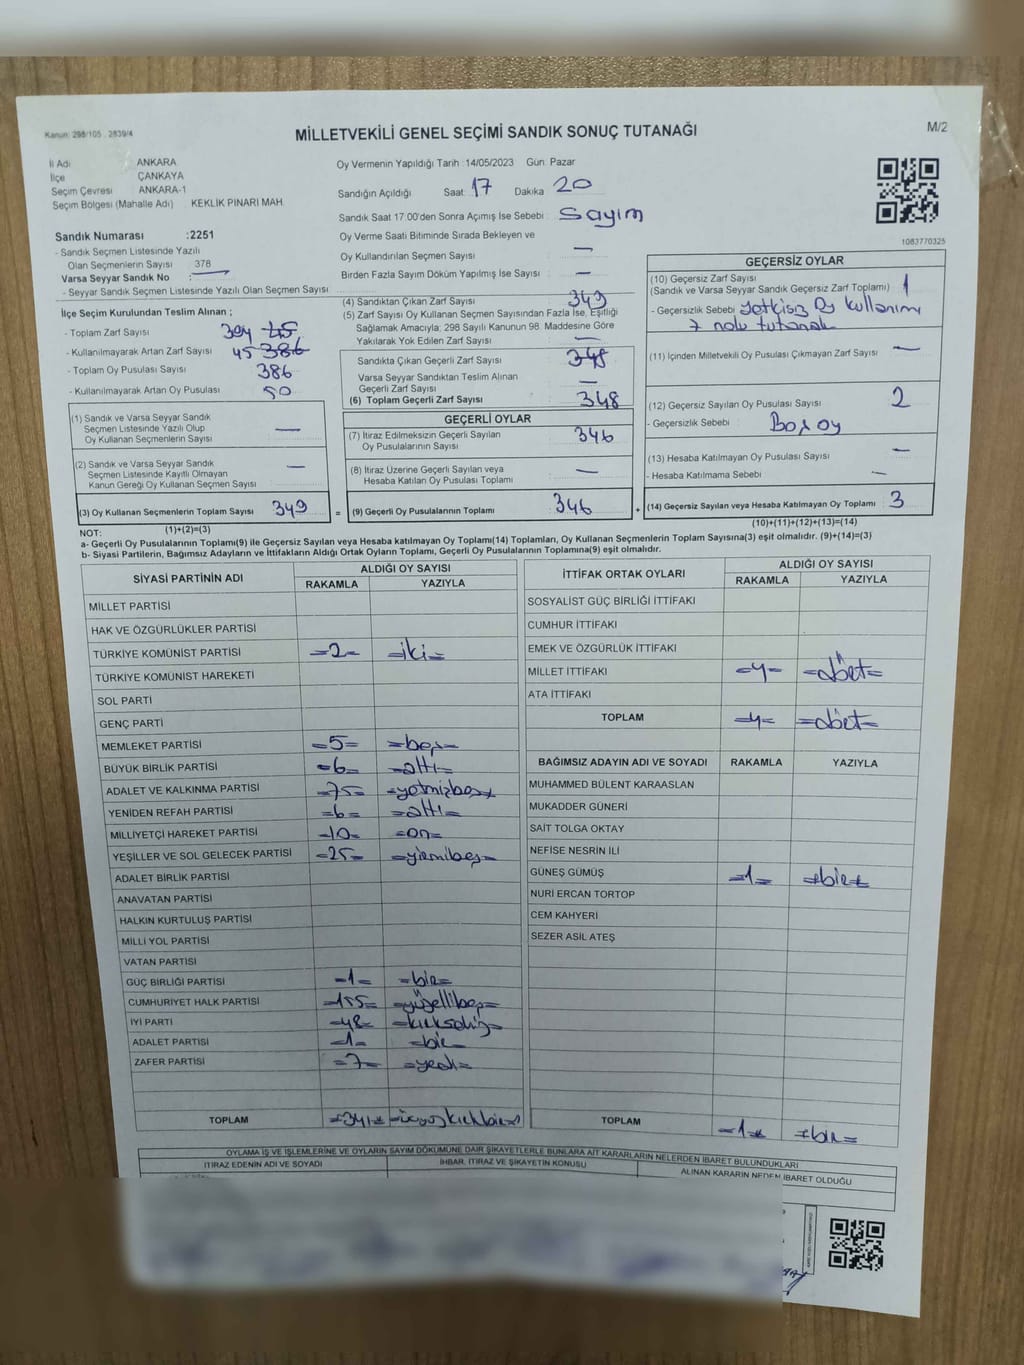 Kanun: 298/105 . 2839/4
MİLLETVEKİLİ GENEL SEÇİMİ SANDIK SONUÇ TUTANAĞI
M/2
İl Adı : ANKARA
İlçe : ÇANKAYA
Seçim Çevresi : ANKARA-1
Seçim Bölgesi (Mahalle Adı) : KEKLİK PINARI MAH.
Sandık Numarası :2251
- Sandık Seçmen Listesinde Yazılı
Olan Seçmenlerin Sayısı : 378
Varsa Seyyar Sandık No : —
- Seyyar Sandık Seçmen Listesinde Yazılı Olan Seçmen Sayısı :
Oy Vermenin Yapıldığı Tarih :14/05/2023 Gün: Pazar
Sandığın Açıldığı Saat 17 Dakika 20
Sandık Saat 17:00'den Sonra Açımış İse Sebebi : Sayım
Oy Verme Saati Bitiminde Sırada Bekleyen ve
Oy Kullandırılan Seçmen Sayısı : —
Birden Fazla Sayım Döküm Yapılmış İse Sayısı : —
1083770325
İlçe Seçim Kurulundan Teslim Alınan ;
- Toplam Zarf Sayısı : 394
- Kullanılmayarak Artan Zarf Sayısı : 45 386
- Toplam Oy Pusulası Sayısı : 386
- Kullanılmayarak Artan Oy Pusulası : 50
(1) Sandık ve Varsa Seyyar Sandık
Seçmen Listesinde Yazılı Olup
Oy Kullanan Seçmenlerin Sayısı : —
(2) Sandık ve Varsa Seyyar Sandık
Seçmen Listesinde Kayıtlı Olmayan
Kanun Gereği Oy Kullanan Seçmen Sayısı : —
(3) Oy Kullanan Seçmenlerin Toplam Sayısı : 349
(1)+(2)=(3)
(4) Sandıktan Çıkan Zarf Sayısı : 349
(5) Zarf Sayısı Oy Kullanan Seçmen Sayısından Fazla İse, Eşitliği
Sağlamak Amacıyla; 298 Sayılı Kanunun 98. Maddesine Göre
Yakılarak Yok Edilen Zarf Sayısı : —
Sandıkta Çıkan Geçerli Zarf Sayısı : 348
Varsa Seyyar Sandıktan Teslim Alınan
Geçerli Zarf Sayısı : —
(6) Toplam Geçerli Zarf Sayısı : 348
GEÇERLİ OYLAR
(7) İtiraz Edilmeksizin Geçerli Sayılan
Oy Pusulalarının Sayısı : 346
(8) İtiraz Üzerine Geçerli Sayılan veya
Hesaba Katılan Oy Pusulası Toplamı : —
= (9) Geçerli Oy Pusulalarının Toplamı : 346 +
GEÇERSİZ OYLAR
(10) Geçersiz Zarf Sayısı
(Sandık ve Varsa Seyyar Sandık Geçersiz Zarf Toplamı) : 1
- Geçersizlik Sebebi : Yetkisiz Oy kullanımı
7 nolu tutanak
(11) İçinden Milletvekili Oy Pusulası Çıkmayan Zarf Sayısı : —
(12) Geçersiz Sayılan Oy Pusulası Sayısı : 2
- Geçersizlik Sebebi : Boş oy
(13) Hesaba Katılmayan Oy Pusulası Sayısı : —
- Hesaba Katılmama Sebebi : —
(14) Geçersiz Sayılan veya Hesaba Katılmayan Oy Toplamı : 3
(10)+(11)+(12)+(13)=(14)
NOT:
a- Geçerli Oy Pusulalarının Toplamı(9) ile Geçersiz Sayılan veya Hesaba katılmayan Oy Toplamı(14) Toplamları, Oy Kullanan Seçmenlerin Toplam Sayısına(3) eşit olmalıdır. (9)+(14)=(3)
b- Siyasi Partilerin, Bağımsız Adayların ve İttifakların Aldığı Ortak Oyların Toplamı, Geçerli Oy Pusulalarının Toplamına(9) eşit olmalıdır.
SİYASİ PARTİNİN ADI ALDIĞI OY SAYISI
RAKAMLA YAZIYLA
MİLLET PARTİSİ
HAK VE ÖZGÜRLÜKLER PARTİSİ
TÜRKİYE KOMÜNİST PARTİSİ =2= =iki=
TÜRKİYE KOMÜNİST HAREKETİ
SOL PARTİ
GENÇ PARTİ
MEMLEKET PARTİSİ =5= =beş=
BÜYÜK BİRLİK PARTİSİ =6= =altı=
ADALET VE KALKINMA PARTİSİ =75= =yetmişbeş=
YENİDEN REFAH PARTİSİ =6= =altı=
MİLLİYETÇİ HAREKET PARTİSİ =10= =on=
YEŞİLLER VE SOL GELECEK PARTİSİ =25= =yirmibeş=
ADALET BİRLİK PARTİSİ
ANAVATAN PARTİSİ
HALKIN KURTULUŞ PARTİSİ
MİLLİ YOL PARTİSİ
VATAN PARTİSİ
GÜÇ BİRLİĞİ PARTİSİ =1= =bir=
CUMHURİYET HALK PARTİSİ =155= =yüzellibeş=
İYİ PARTİ =48= =kırksekiz=
ADALET PARTİSİ =1= =bir=
ZAFER PARTİSİ =7= =yedi=
TOPLAM =341= =üçyüzkırkbir=
İTTİFAK ORTAK OYLARI ALDIĞI OY SAYISI
RAKAMLA YAZIYLA
SOSYALİST GÜÇ BİRLİĞİ İTTİFAKI
CUMHUR İTTİFAKI
EMEK VE ÖZGÜRLÜK İTTİFAKI
MİLLET İTTİFAKI =4= =dört=
ATA İTTİFAKI
TOPLAM =4= =dört=
BAĞIMSIZ ADAYIN ADI VE SOYADI RAKAMLA YAZIYLA
MUHAMMED BÜLENT KARAASLAN
MUKADDER GÜNERİ
SAİT TOLGA OKTAY
NEFİSE NESRİN İLİ
GÜNEŞ GÜMÜŞ =1= =bir=
NURİ ERCAN TORTOP
CEM KAHYERİ
SEZER ASİL ATEŞ
TOPLAM =1= =bir=
OYLAMA İŞ VE İŞLEMLERİNE VE OYLARIN SAYIM DÖKÜMÜNE DAİR ŞİKAYETLERLE BUNLARA AİT KARARLARIN NELERDEN İBARET BULUNDUKLARI
İTİRAZ EDENİN ADI VE SOYADI İHBAR, İTİRAZ VE ŞİKAYETİN KONUSU ALINAN KARARIN NEDEN İBARET OLDUĞU